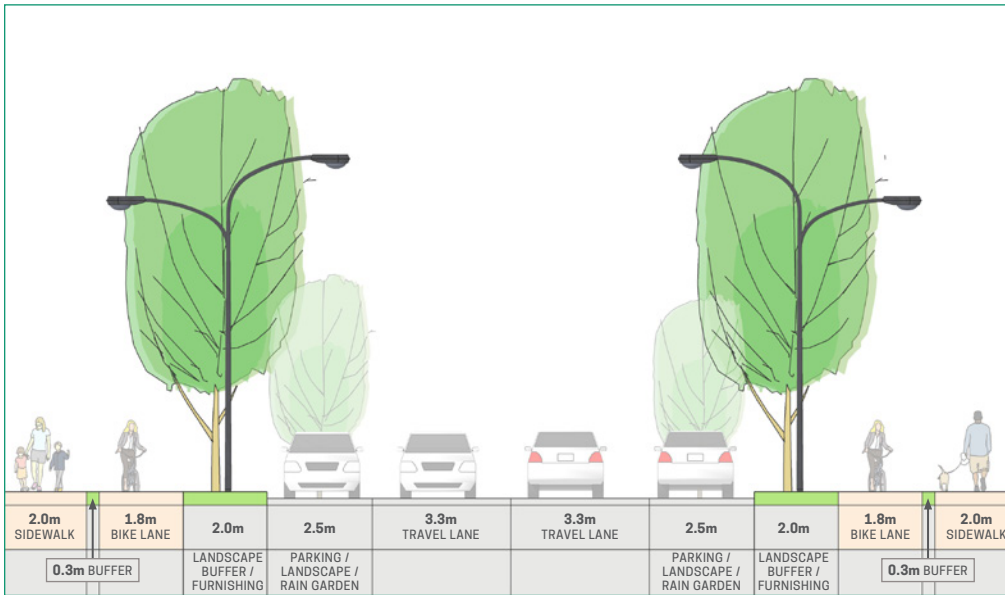 2.0m
SIDEWALK
0.3m BUFFER
1.8m
BIKE LANE
2.0m
LANDSCAPE
BUFFER /
FURNISHING
2.5m
PARKING /
LANDSCAPE /
RAIN GARDEN
3.3m
TRAVEL LANE
3.3m
TRAVEL LANE
2.5m
PARKING /
LANDSCAPE /
RAIN GARDEN
2.0m
LANDSCAPE
BUFFER /
FURNISHING
1.8m
BIKE LANE
0.3m BUFFER
2.0m
SIDEWALK